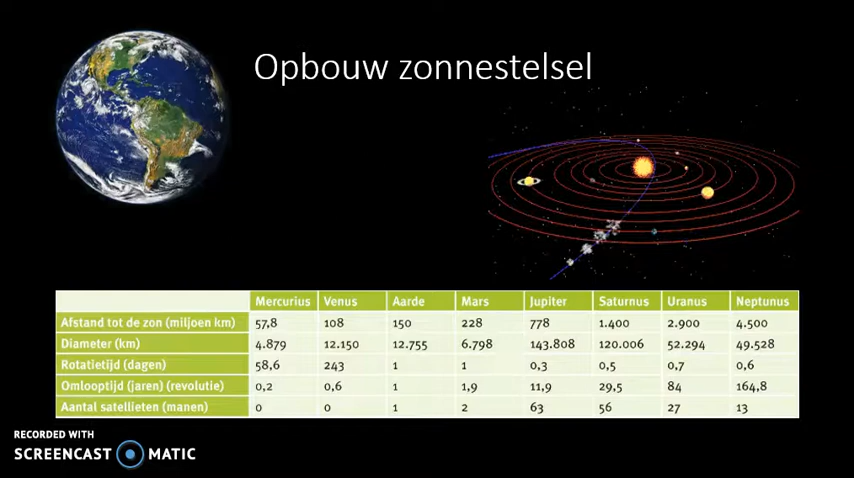 Opbouw zonnestelsel
Mercurius Venus Aarde Mars Jupiter Saturnus Uranus Neptunus
Afstand tot de zon (miljoen km) 57,8 108 150 228 778 1.400 2.900 4.500
Diameter (km) 4.879 12.150 12.755 6.798 143.808 120.006 52.294 49.528
Rotatietijd (dagen) 58,6 243 1 1 0,3 0,5 0,7 0,6
Omlooptijd (jaren) (revolutie) 0,2 0,6 1 1,9 11,9 29,5 84 164,8
Aantal satellieten (manen) 0 0 1 2 63 56 27 13
RECORDED WITH
SCREENCAST MATIC